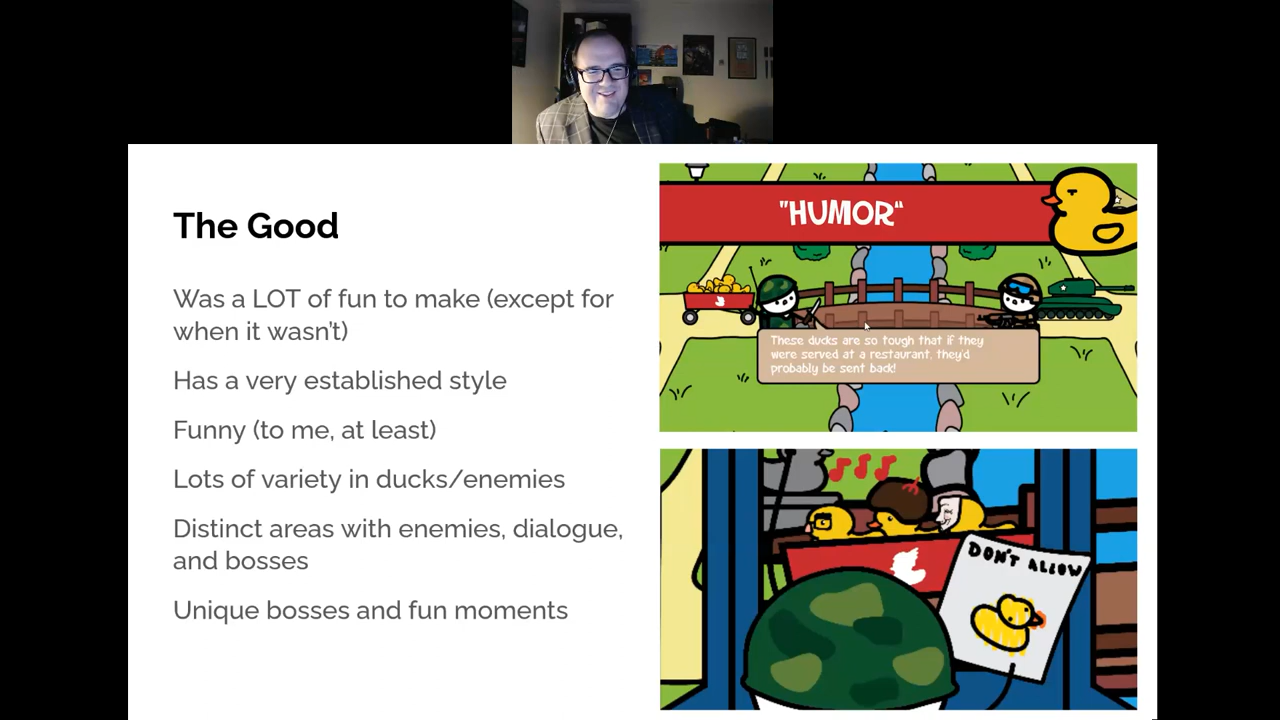 The Good
Was a LOT of fun to make (except for
when it wasn't)
Has a very established style
Funny (to me, at least)
Lots of variety in ducks/enemies
Distinct areas with enemies, dialogue,
and bosses
Unique bosses and fun moments
"HUMOR"
These ducks are so tough that if they
were served at a restaurant, they'd
probably be sent back!
DON'T ALLOW